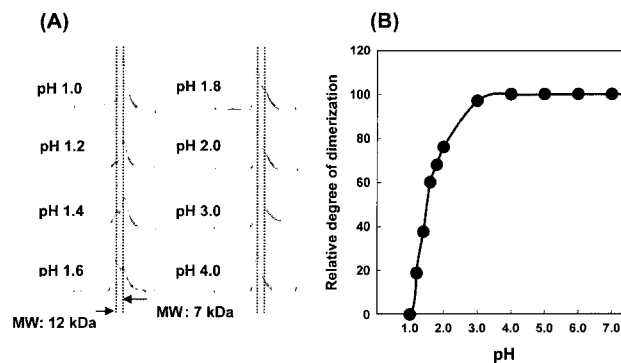 (A)
pH 1.0
pH 1.2
pH 1.4
pH 1.6
pH 1.8
pH 2.0
pH 3.0
pH 4.0
MW: 12 kDa
MW: 7 kDa
(B)
Relative degree of dimerization
120
100
80
60
40
20
0
1.0 2.0 3.0 4.0 5.0 6.0 7.0
pH